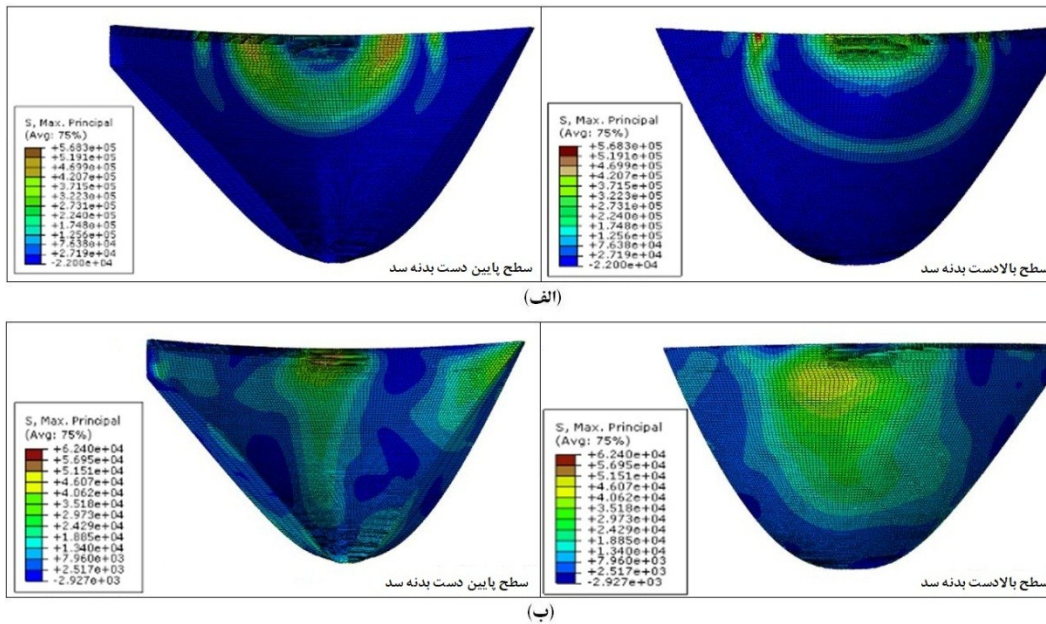 S, Max. Principal
(Avg: 75%)
+5.683e+05
+5.191e+05
+4.699e+05
+4.207e+05
+3.715e+05
+3.223e+05
+2.731e+05
+2.240e+05
+1.748e+05
+1.256e+05
+7.638e+04
+2.719e+04
-2.200e+04
سطح پایین دست بدنه سد
S, Max. Principal
(Avg: 75%)
+5.683e+05
+5.191e+05
+4.699e+05
+4.207e+05
+3.715e+05
+3.223e+05
+2.731e+05
+2.240e+05
+1.748e+05
+1.256e+05
+7.638e+04
+2.719e+04
-2.200e+04
سطح بالادست بدنه سد
(الف)
S, Max. Principal
(Avg: 75%)
+6.240e+04
+5.695e+04
+5.151e+04
+4.607e+04
+4.062e+04
+3.518e+04
+2.973e+04
+2.429e+04
+1.885e+04
+1.340e+04
+7.960e+03
+2.517e+03
-2.927e+03
سطح پایین دست بدنه سد
S, Max. Principal
(Avg: 75%)
+6.240e+04
+5.695e+04
+5.151e+04
+4.607e+04
+4.062e+04
+3.518e+04
+2.973e+04
+2.429e+04
+1.885e+04
+1.340e+04
+7.960e+03
+2.517e+03
-2.927e+03
سطح بالادست بدنه سد
(ب)